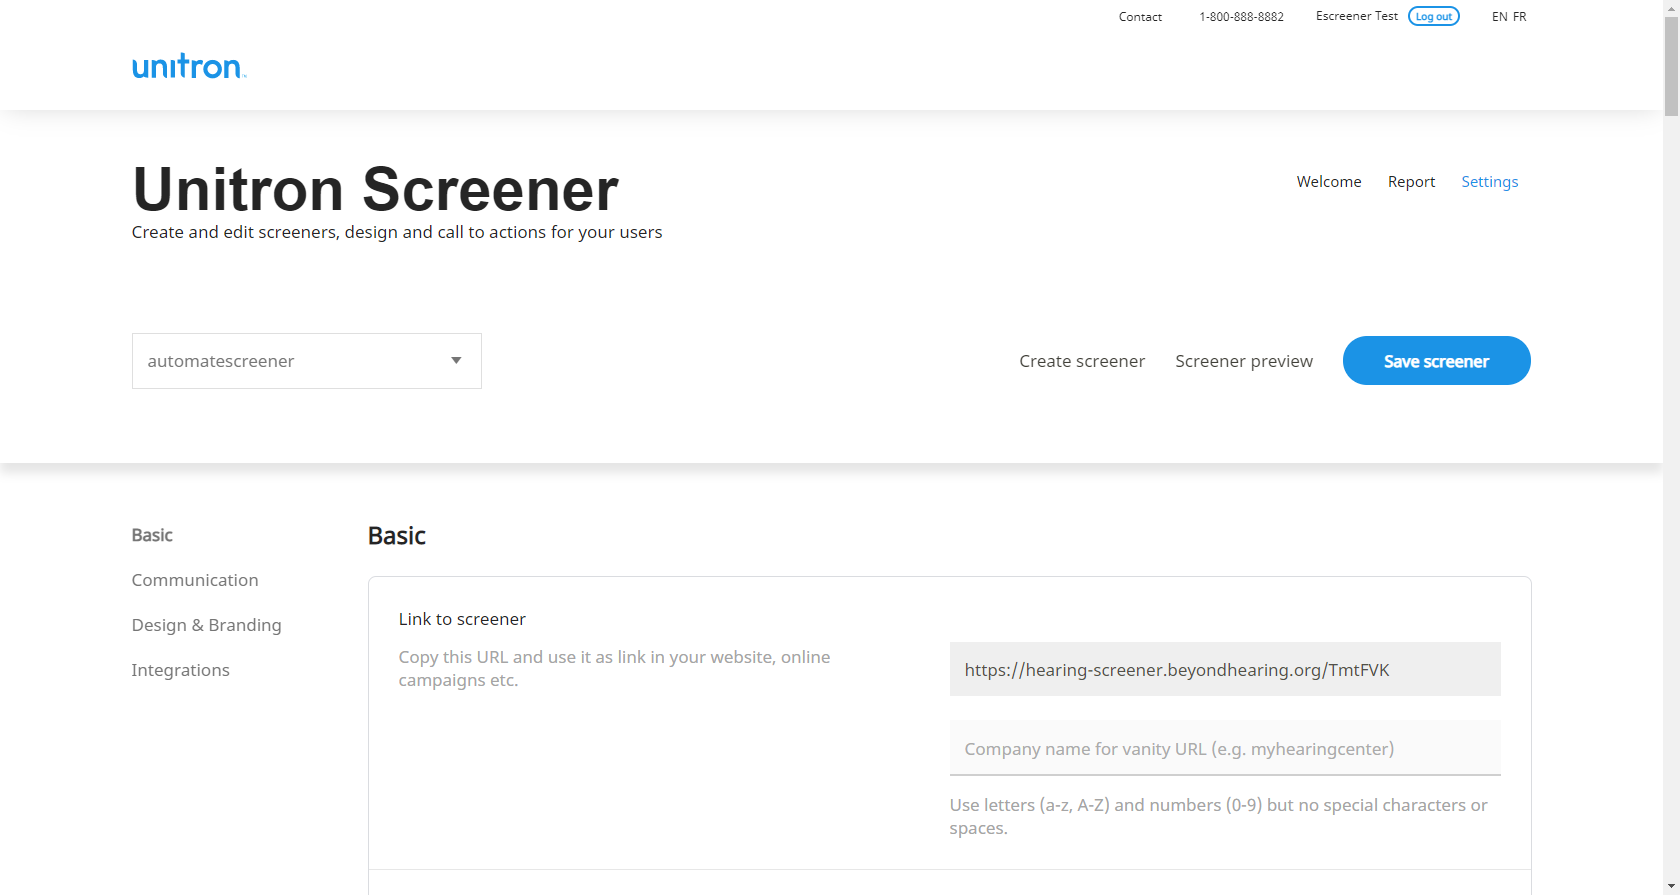 Contact 1-800-888-8882 Escreener Test Log out EN FR
unitron
Unitron Screener
Welcome Report Settings
Create and edit screeners, design and call to actions for your users
automatescreener
Create screener Screener preview Save screener
Basic
Communication
Design & Branding
Integrations
Basic
Link to screener
Copy this URL and use it as link in your website, online
campaigns etc.
https://hearing-screener.beyondhearing.org/TmtFVK
Company name for vanity URL (e.g. myhearingcenter)
Use letters (a-z, A-Z) and numbers (0-9) but no special characters or
spaces.